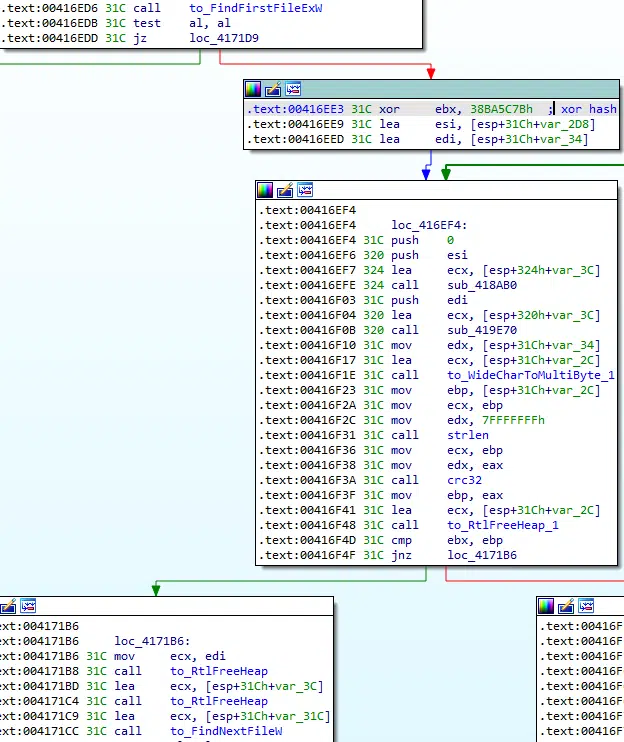 .text:00416ED6 31C call to_FindFirstFileExW
.text:00416EDB 31C test al, al
.text:00416EDD 31C jz loc_4171D9
.text:00416EE3 31C xor ebx, 38BA5C7Bh ; xor hash
.text:00416EE9 31C lea esi, [esp+31Ch+var_2D8]
.text:00416EED 31C lea edi, [esp+31Ch+var_34]
.text:00416EF4
.text:00416EF4 loc_416EF4:
.text:00416EF4 31C push 0
.text:00416EF6 320 push esi
.text:00416EF7 324 lea ecx, [esp+324h+var_3C]
.text:00416EFE 324 call sub_418AB0
.text:00416F03 31C push edi
.text:00416F04 320 lea ecx, [esp+320h+var_3C]
.text:00416F0B 320 call sub_419E70
.text:00416F10 31C mov edx, [esp+31Ch+var_34]
.text:00416F17 31C lea ecx, [esp+31Ch+var_2C]
.text:00416F1E 31C call to_WideCharToMultiByte_1
.text:00416F23 31C mov ebp, [esp+31Ch+var_2C]
.text:00416F2A 31C mov ecx, ebp
.text:00416F2C 31C mov edx, 7FFFFFFFh
.text:00416F31 31C call strlen
.text:00416F36 31C mov ecx, ebp
.text:00416F38 31C mov edx, eax
.text:00416F3A 31C call crc32
.text:00416F3F 31C mov ebp, eax
.text:00416F41 31C lea ecx, [esp+31Ch+var_2C]
.text:00416F48 31C call to_RtlFreeHeap_1
.text:00416F4D 31C cmp ebx, ebp
.text:00416F4F 31C jnz loc_4171B6
ext:004171B6
ext:004171B6 loc_4171B6:
ext:004171B6 31C mov ecx, edi
ext:004171B8 31C call to_RtlFreeHeap
ext:004171BD 31C lea ecx, [esp+31Ch+var_3C]
ext:004171C4 31C call to_RtlFreeHeap
ext:004171C9 31C lea ecx, [esp+31Ch+var_31C]
ext:004171CC 31C call to_FindNextFileW
.text:00416F
.text:00416F
.text:00416F
.text:00416F
.text:00416F
.text:00416F
.text:00416F
.text:00416F